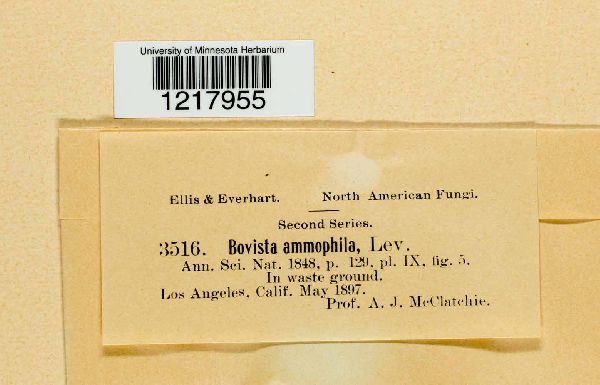 University of Minnesota Herbarium
1217955
Ellis & Everhart. North American Fungi.
Second Series.
3516. Bovista ammophila, Lev.
Ann. Sci. Nat. 1848, p. 129, pl. IX, fig. 5.
In waste ground.
Los Angeles, Calif. May 1897.
Prof. A. J. McClatchie.